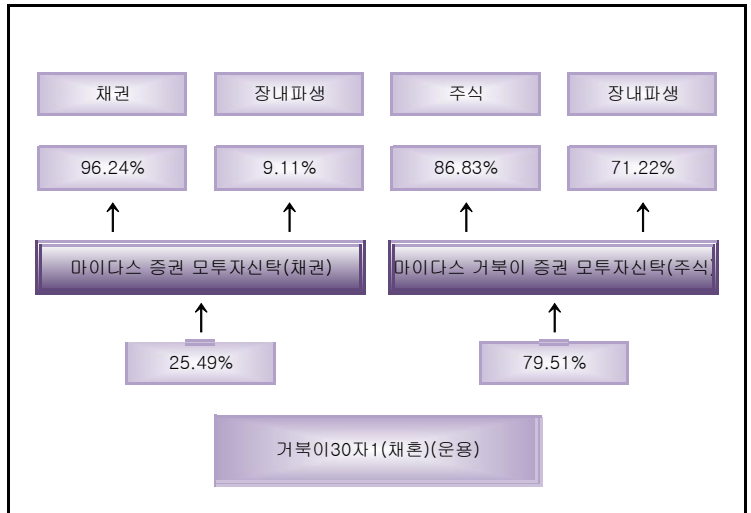 채권
장내파생
주식
장내파생
96.24%
9.11%
86.83%
71.22%
마이다스 증권 모투자신탁(채권)
마이다스 거북이 증권 모투자신탁(주식)
25.49%
79.51%
거북이30자1(채혼)(운용)